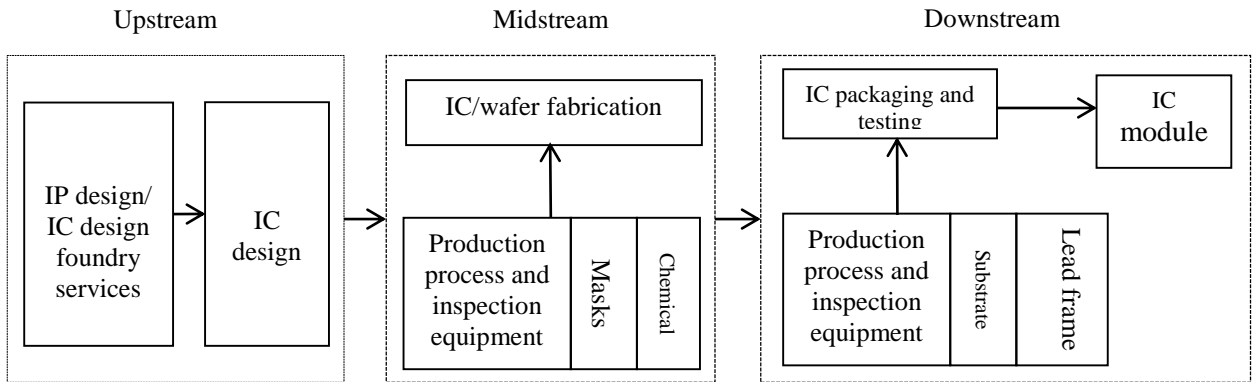 Upstream
Midstream
Downstream
IP design/
IC design
foundry
services
IC
design
IC/wafer fabrication
Production
process and
inspection
equipment
Masks
Chemical
IC packaging and
testing
IC
module
Production
process and
inspection
equipment
Substrate
Lead frame